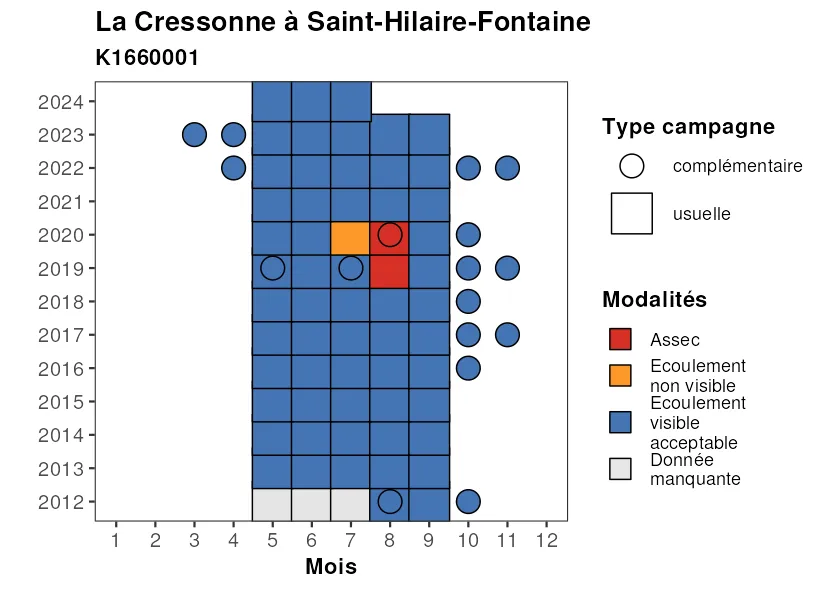 La Cressonne à Saint-Hilaire-Fontaine
K1660001
2024
2023
2022
2021
2020
2019
2018
2017
2016
2015
2014
2013
2012
1 2 3 4 5 6 7 8 9 10 11 12
Mois
Type campagne
complémentaire
usuelle
Modalités
Assec
Ecoulement
non visible
Ecoulement
visible
acceptable
Donnée
manquante